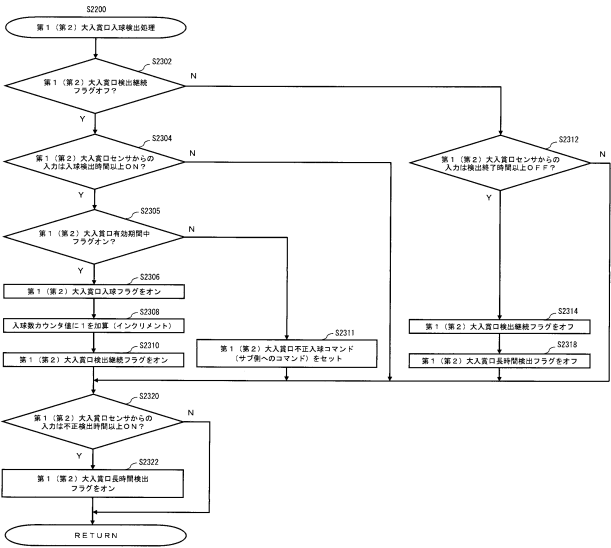 S2200
第１（第２）大入賞口入球検出処理
S2302
第１（第２）大入賞口検出継続
フラグオフ？
N
Y
S2304
第１（第２）大入賞口センサからの
入力は入球検出時間以上ＯＮ？
N
Y
S2312
第１（第２）大入賞口センサからの
入力は検出終了時間以上ＯＦＦ？
N
Y
S2305
第１（第２）大入賞口有効期間中
フラグオン？
N
Y
S2306
第１（第２）大入賞口入球フラグをオン
S2308
入球数カウンタ値に１を加算（インクリメント）
S2310
第１（第２）大入賞口検出継続フラグをオン
S2311
第１（第２）大入賞口不正入球コマンド
（サブ側へのコマンド）をセット
S2314
第１（第２）大入賞口検出継続フラグをオフ
S2318
第１（第２）大入賞口長時間検出フラグをオフ
S2320
第１（第２）大入賞口センサからの
入力は不正検出時間以上ＯＮ？
N
Y
S2322
第１（第２）大入賞口長時間検出
フラグをオン
ＲＥＴＵＲＮ